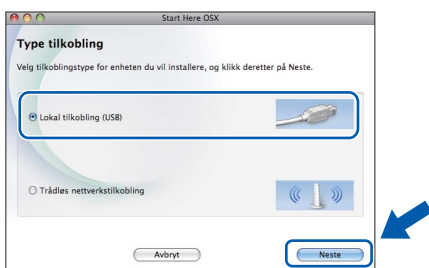 Start Here OSX
Type tilkobling
Velg tilkoblingstype for enheten du vil installere, og klikk deretter på Neste.
Lokal tilkobling (USB)
Trådløs nettverkstilkobling
Avbryt
Neste